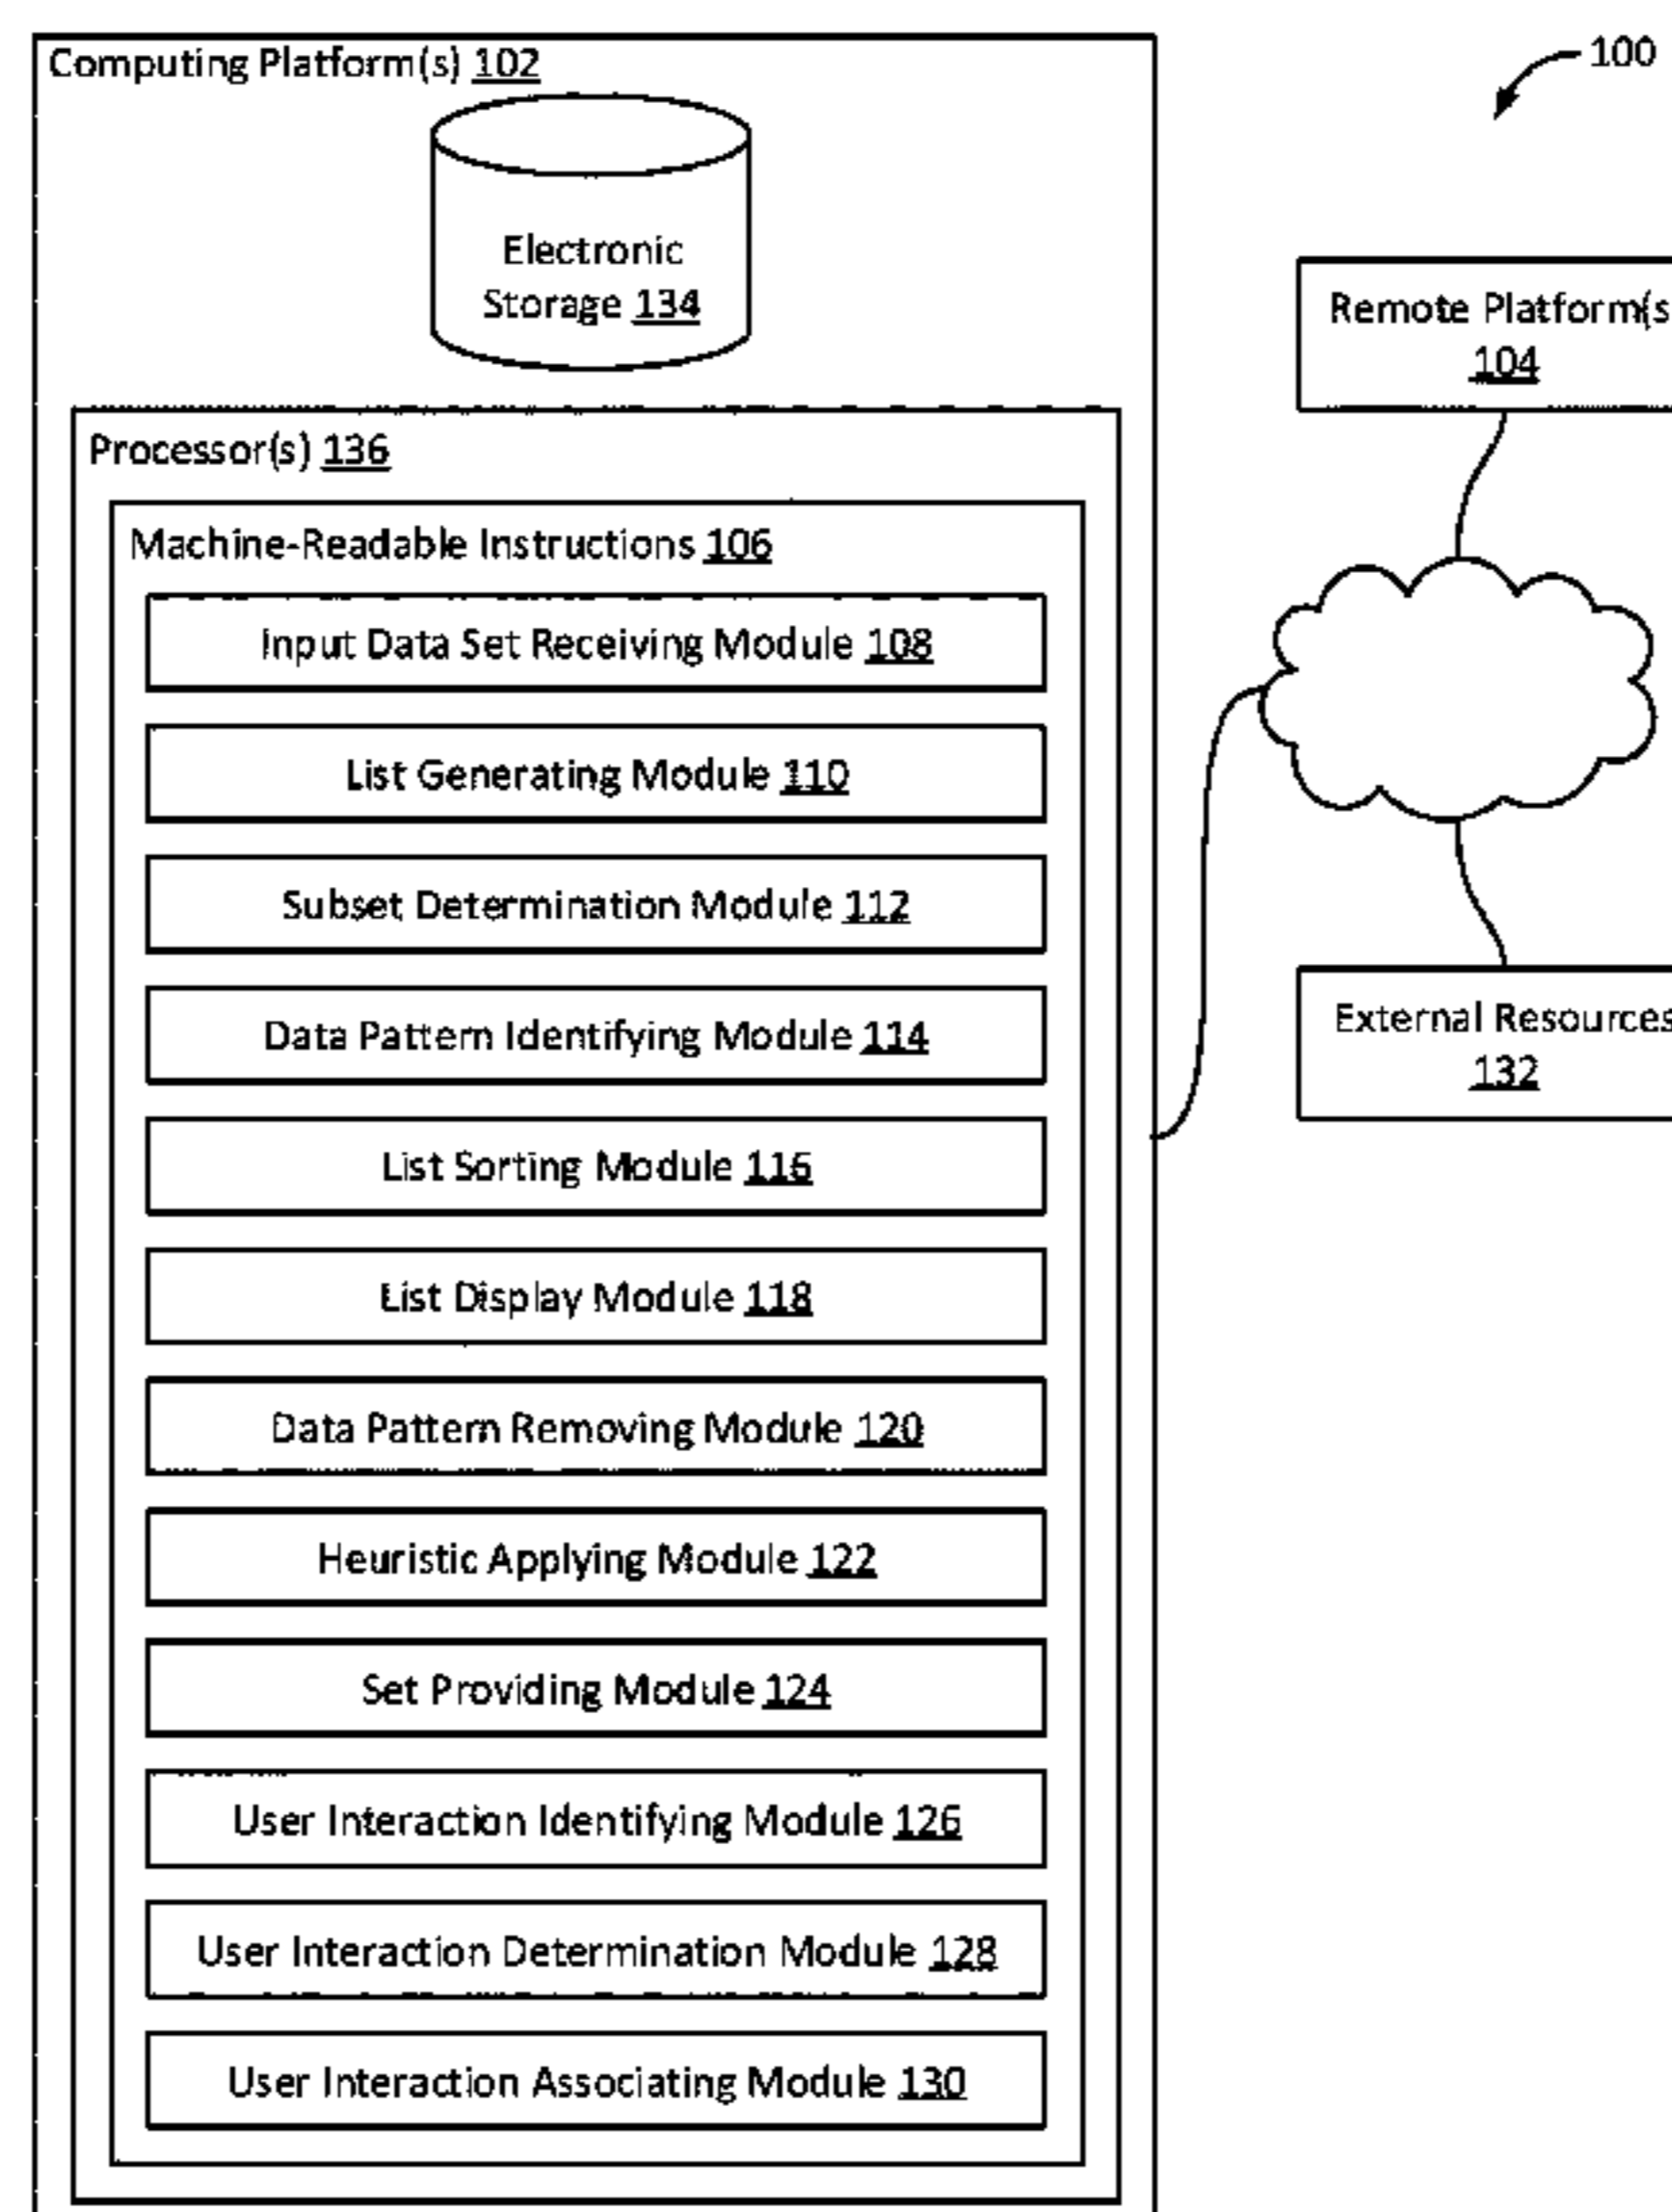 Computing Platform(s) 102
100
Electronic
Storage 134
Remote Platform(s
104
Processor(s) 136
Machine-Readable Instructions 106
Input Data Set Receiving Module 108
List Generating Module 110
Subset Determination Module 112
Data Pattern Identifying Module 114
External Resources
132
List Sorting Module 116
List Display Module 118
Data Pattern Removing Module 120
Heuristic Applying Module 122
Set Providing Module 124
User Interaction Identifying Module 126
User Interaction Determination Module 128
User Interaction Associating Module 130